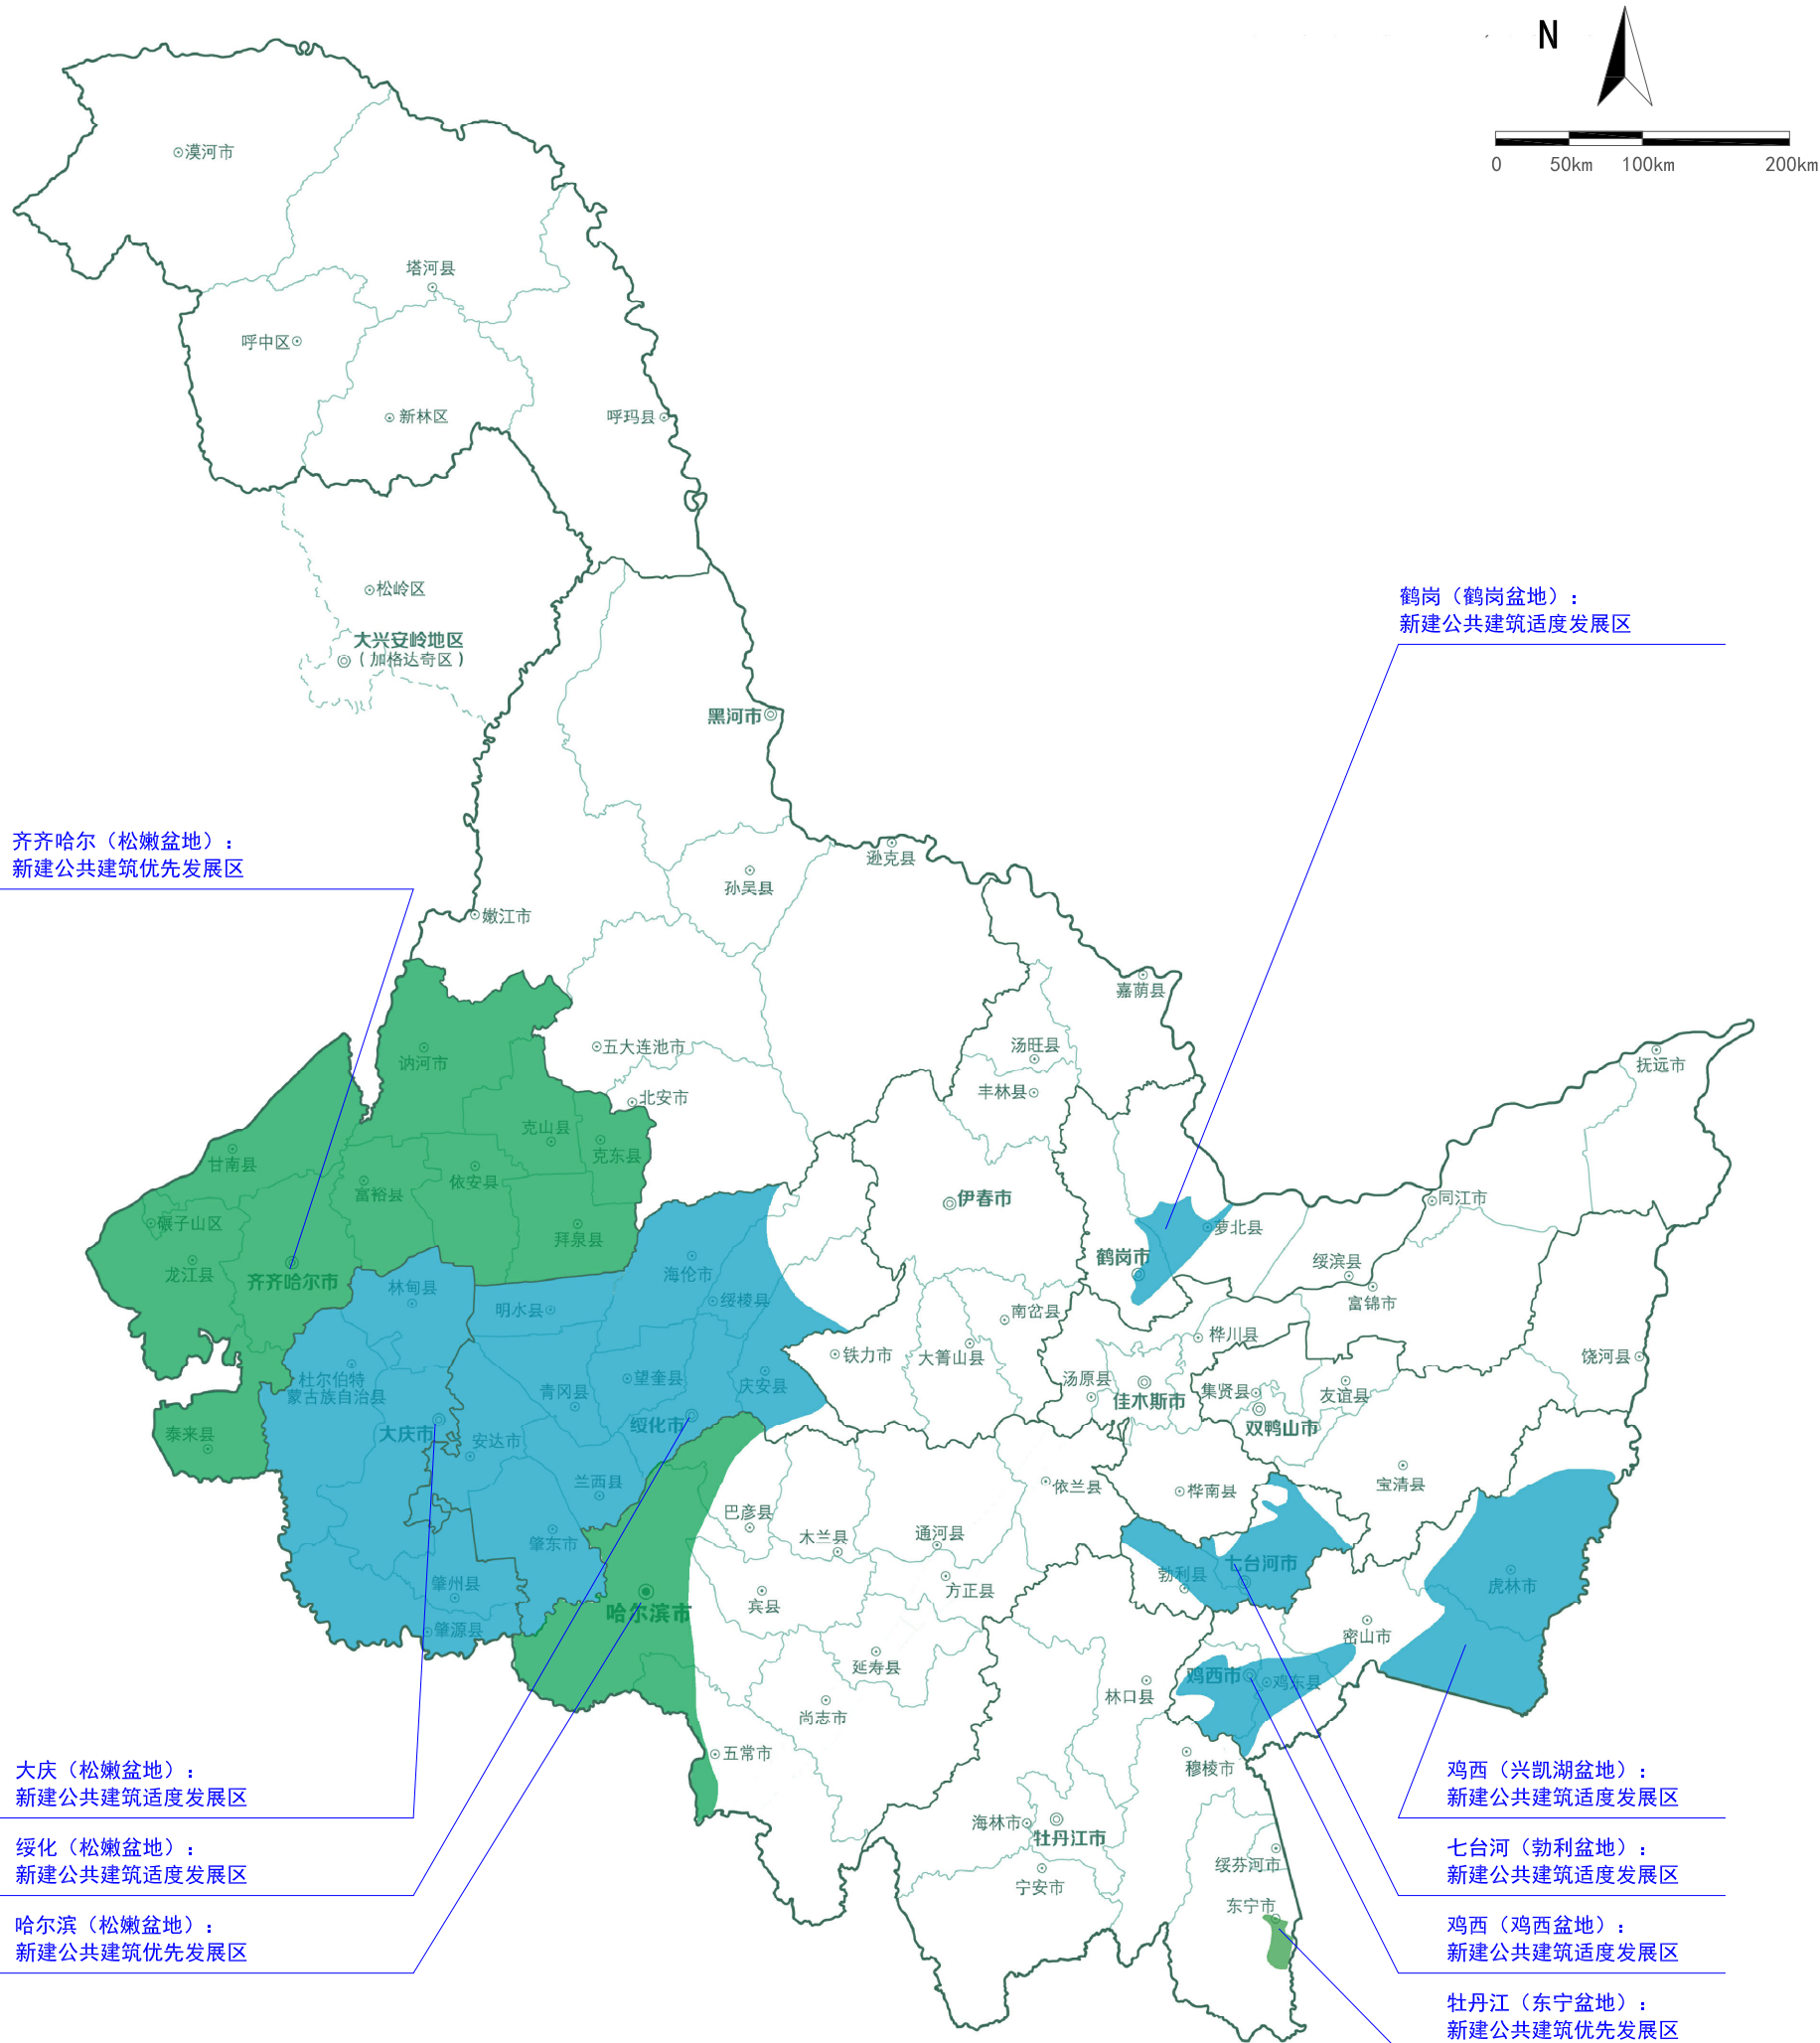 N
0 50km 100km 200km
漠河市
塔河县
呼中区
新林区
呼玛县
松岭区
大兴安岭地区
（加格达奇区）
鹤岗（鹤岗盆地）：
新建公共建筑适度发展区
黑河市
齐齐哈尔（松嫩盆地）：
新建公共建筑优先发展区
逊克县
孙吴县
嫩江市
嘉荫县
讷河市
五大连池市
汤旺县
抚远市
北安市
丰林县
克山县
克东县
甘南县
依安县
富裕县
伊春市
同江市
碾子山区
拜泉县
萝北县
鹤岗市
龙江县
齐齐哈尔市
海伦市
绥滨县
林甸县
富锦市
明水县
绥棱县
南岔县
桦川县
铁力市
大箐山县
饶河县
杜尔伯特
蒙古族自治县
青冈县
望奎县
庆安县
汤原县
佳木斯市
集贤县
友谊县
泰来县
大庆市
绥化市
双鸭山市
安达市
兰西县
依兰县
桦南县
宝清县
巴彦县
木兰县
通河县
肇东市
七台河市
勃利县
虎林市
肇州县
哈尔滨市
宾县
方正县
肇源县
密山市
延寿县
鸡西市
鸡东县
林口县
尚志市
五常市
穆棱市
大庆（松嫩盆地）：
新建公共建筑适度发展区
鸡西（兴凯湖盆地）：
新建公共建筑适度发展区
海林市
牡丹江市
绥化（松嫩盆地）：
新建公共建筑适度发展区
七台河（勃利盆地）：
新建公共建筑适度发展区
绥芬河市
宁安市
东宁市
哈尔滨（松嫩盆地）：
新建公共建筑优先发展区
鸡西（鸡西盆地）：
新建公共建筑适度发展区
牡丹江（东宁盆地）：
新建公共建筑优先发展区